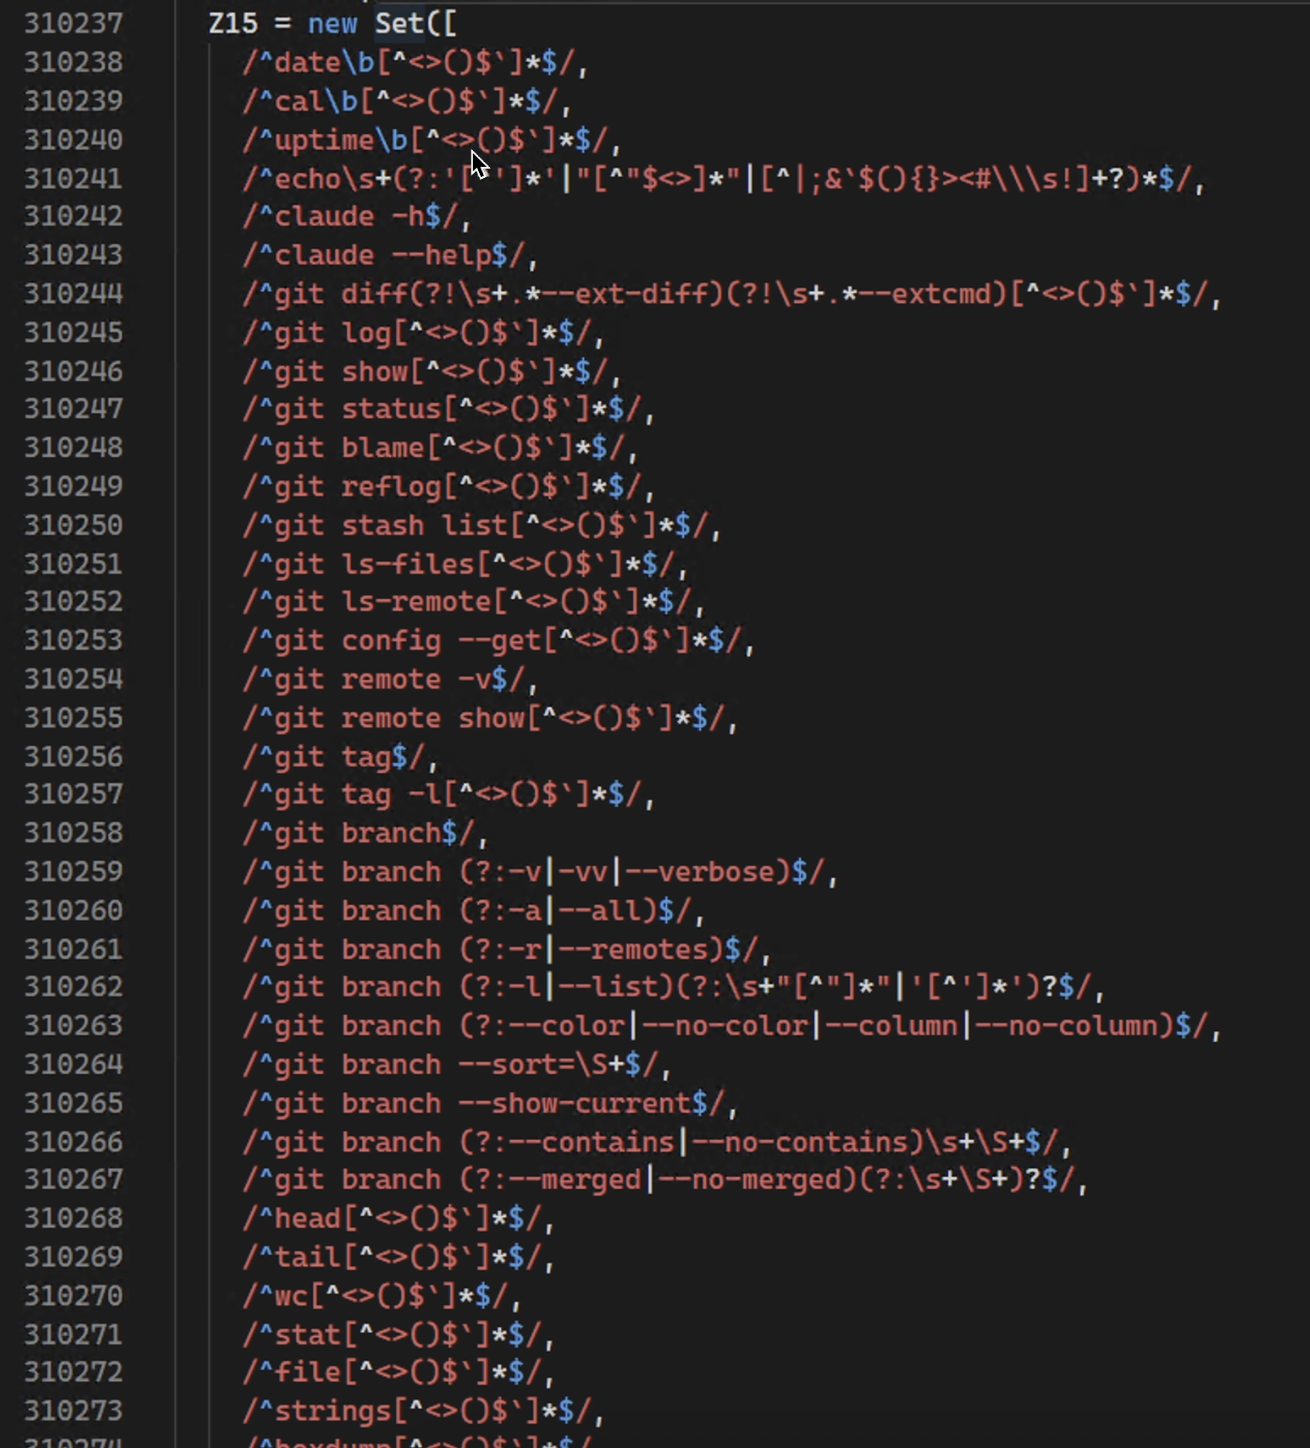 310237 Z15 = new Set([
310238 /^date\b[^<>()$`]*$/,
310239 /^cal\b[^<>()$`]*$/,
310240 /^uptime\b[^<>()$`]*$/,
310241 /^echo\s+(?:'[^']*'|"[^"$<>]*"|[^|;&`$(){}><#\\\s!]+?)*$/,
310242 /^claude -h$/,
310243 /^claude --help$/,
310244 /^git diff(?!\s+.*--ext-diff)(?!\s+.*--extcmd)[^<>()$`]*$/,
310245 /^git log[^<>()$`]*$/,
310246 /^git show[^<>()$`]*$/,
310247 /^git status[^<>()$`]*$/,
310248 /^git blame[^<>()$`]*$/,
310249 /^git reflog[^<>()$`]*$/,
310250 /^git stash list[^<>()$`]*$/,
310251 /^git ls-files[^<>()$`]*$/,
310252 /^git ls-remote[^<>()$`]*$/,
310253 /^git config --get[^<>()$`]*$/,
310254 /^git remote -v$/,
310255 /^git remote show[^<>()$`]*$/,
310256 /^git tag$/,
310257 /^git tag -l[^<>()$`]*$/,
310258 /^git branch$/,
310259 /^git branch (?:-v|-vv|--verbose)$/,
310260 /^git branch (?:-a|--all)$/,
310261 /^git branch (?:-r|--remotes)$/,
310262 /^git branch (?:-l|--list)(?:\s+"[^"]*"|'[^']*')?$/,
310263 /^git branch (?:--color|--no-color|--column|--no-column)$/,
310264 /^git branch --sort=\S+$/,
310265 /^git branch --show-current$/,
310266 /^git branch (?:--contains|--no-contains)\s+\S+$/,
310267 /^git branch (?:--merged|--no-merged)(?:\s+\S+)?$/,
310268 /^head[^<>()$`]*$/,
310269 /^tail[^<>()$`]*$/,
310270 /^wc[^<>()$`]*$/,
310271 /^stat[^<>()$`]*$/,
310272 /^file[^<>()$`]*$/,
310273 /^strings[^<>()$`]*$/,
310274 /^hexdump[^<>()$`]*$/